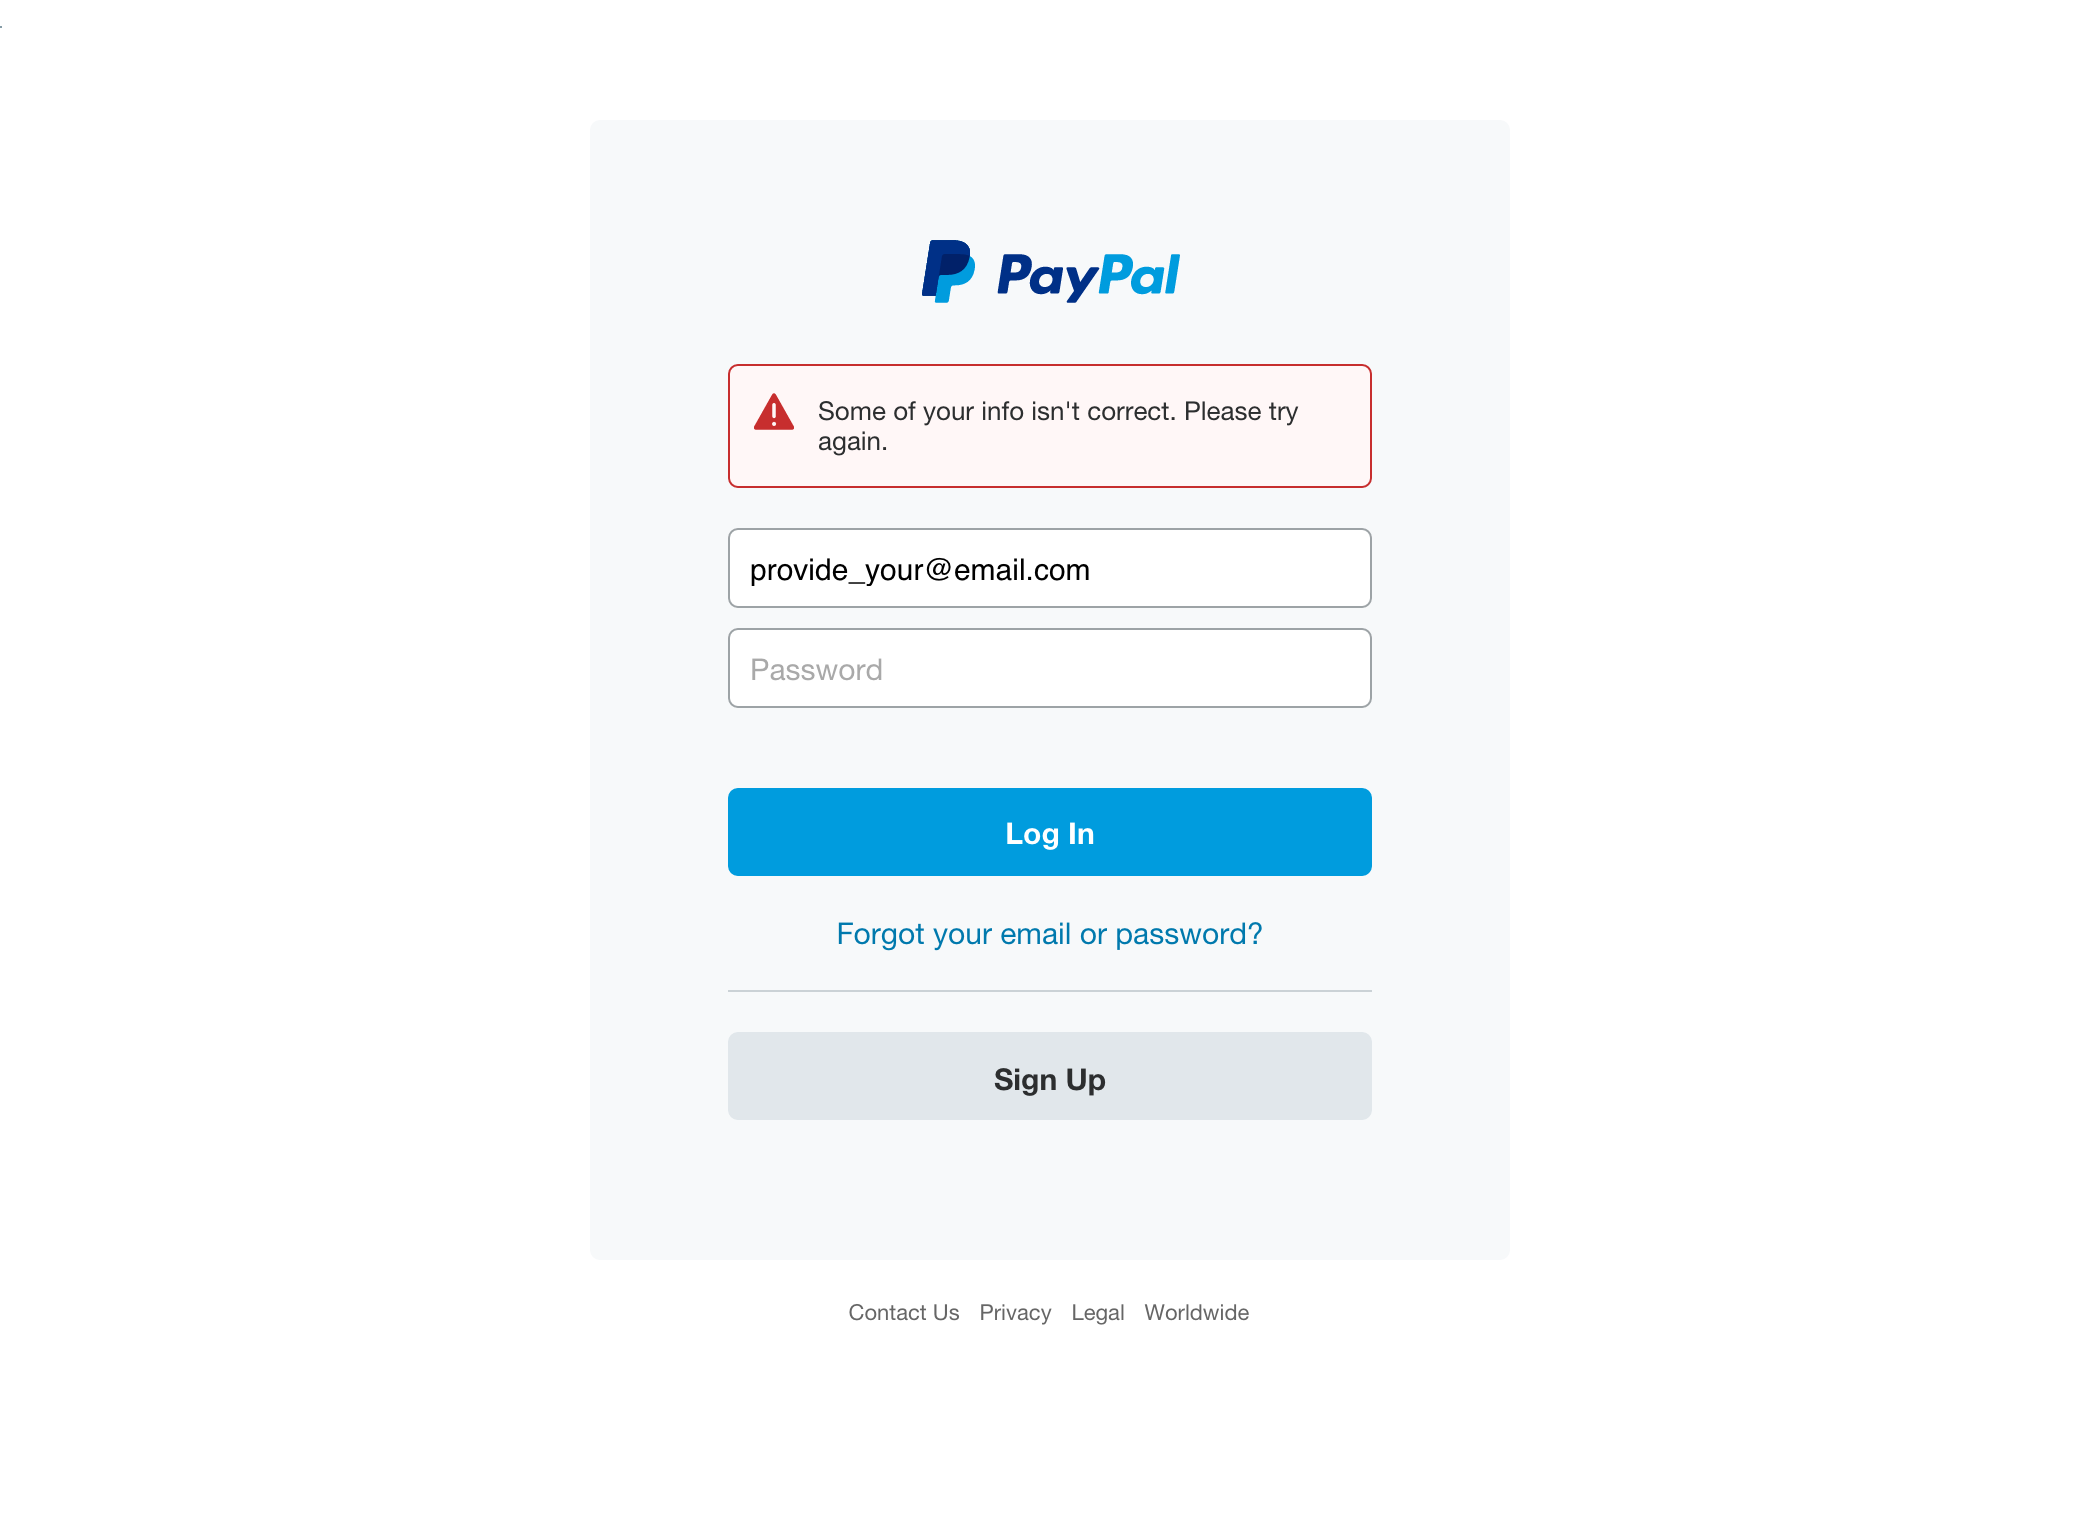 PayPal
Some of your info isn't correct. Please try
again.
provide_your@email.com
Password
Log In
Forgot your email or password?
Sign Up
Contact Us Privacy Legal Worldwide